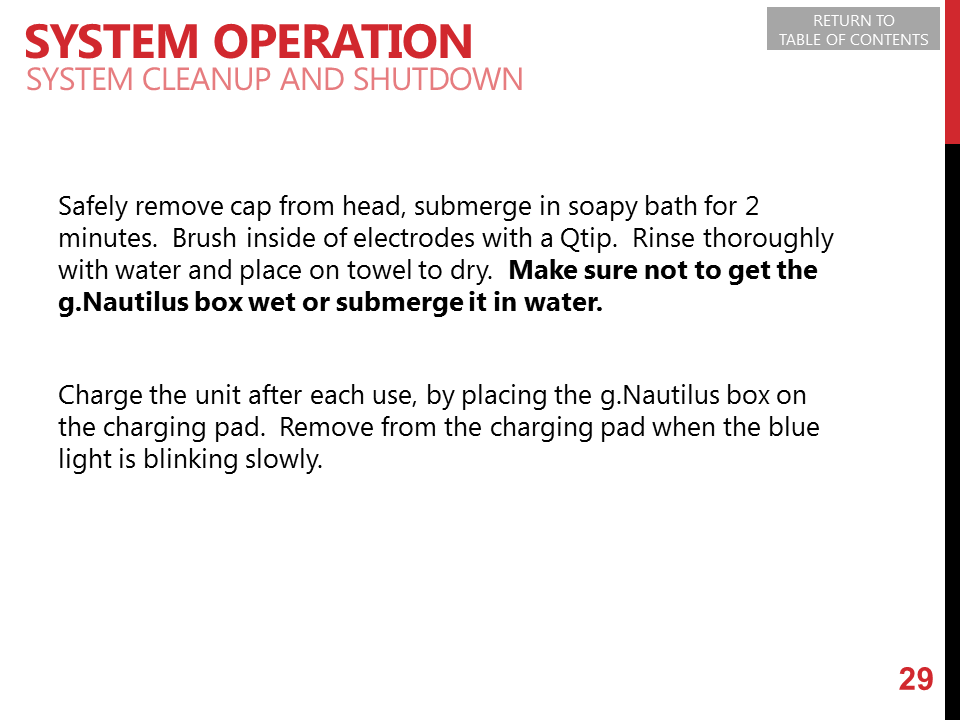 SYSTEM OPERATION
SYSTEM CLEANUP AND SHUTDOWN
RETURN TO
TABLE OF CONTENTS
Safely remove cap from head, submerge in soapy bath for 2
minutes.  Brush inside of electrodes with a Qtip.  Rinse thoroughly
with water and place on towel to dry.  Make sure not to get the
g.Nautilus box wet or submerge it in water.
Charge the unit after each use, by placing the g.Nautilus box on
the charging pad.  Remove from the charging pad when the blue
light is blinking slowly.
29